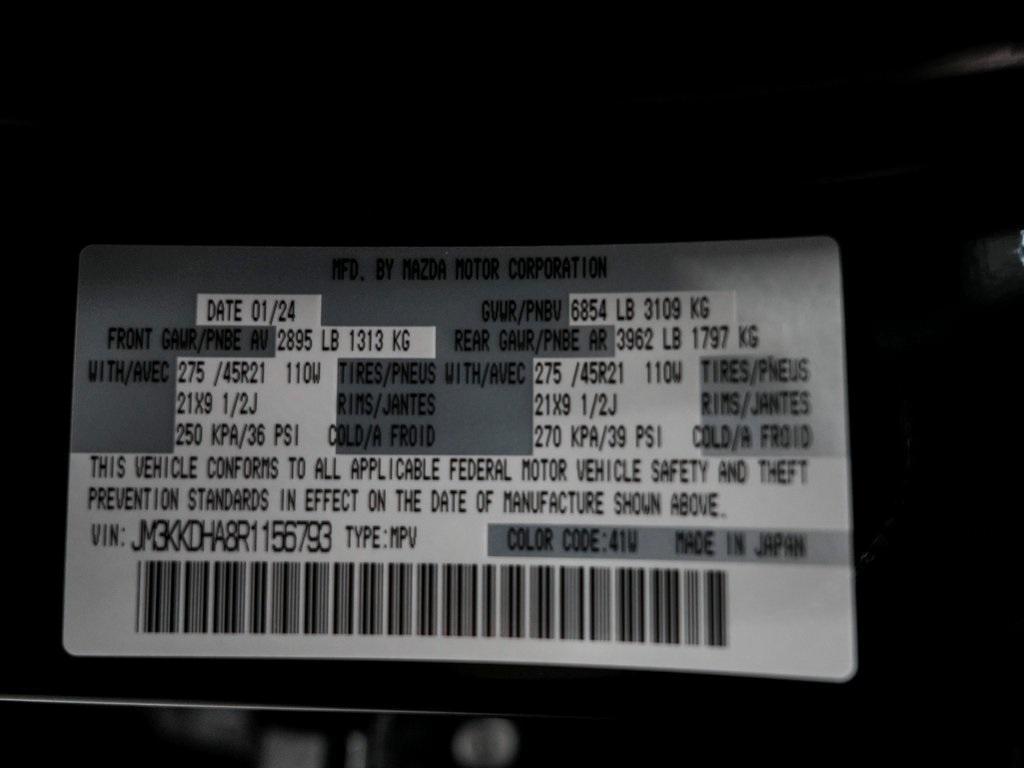 MFD. BY MAZDA MOTOR CORPORATION
DATE 01/24 GVWR/PNBV 6854 LB 3109 KG
FRONT GAWR/PNBE AV 2895 LB 1313 KG REAR GAWR/PNBE AR 3962 LB 1797 KG
WITH/AVEC 275 /45R21 110W TIRES/PNEUS WITH/AVEC 275 /45R21 110W TIRES/PNEUS
21X9 1/2J RIMS/JANTES 21X9 1/2J RIMS/JANTES
250 KPA/36 PSI COLD/A FROID 270 KPA/39 PSI COLD/A FROID
THIS VEHICLE CONFORMS TO ALL APPLICABLE FEDERAL MOTOR VEHICLE SAFETY AND THEFT
PREVENTION STANDARDS IN EFFECT ON THE DATE OF MANUFACTURE SHOWN ABOVE.
VIN: JM3KKDHA8R1156793 TYPE:MPV COLOR CODE:41W MADE IN JAPAN